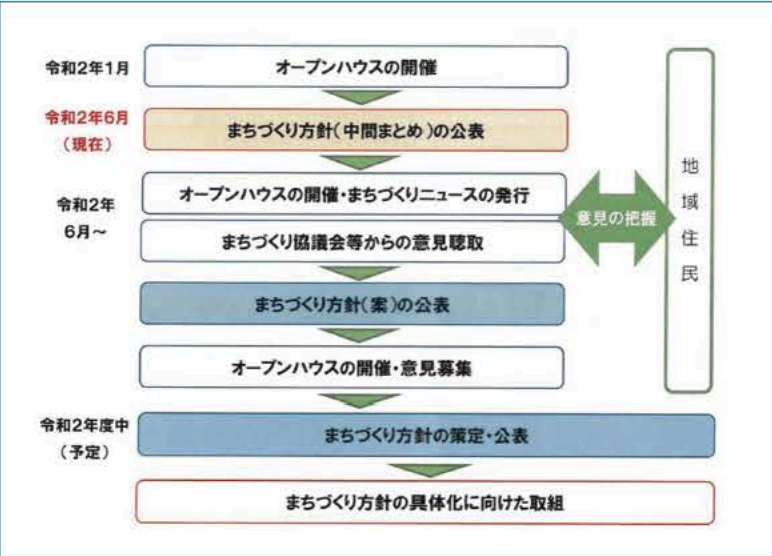 令和2年1月
オープンハウスの開催
令和2年6月
(現在)
まちづくり方針(中間まとめ)の公表
令和2年
6月～
オープンハウスの開催・まちづくりニュースの発行
まちづくり協議会等からの意見聴取
意見の把握
地域住民
まちづくり方針(案)の公表
オープンハウスの開催・意見募集
令和2年度中
(予定)
まちづくり方針の策定・公表
まちづくり方針の具体化に向けた取組